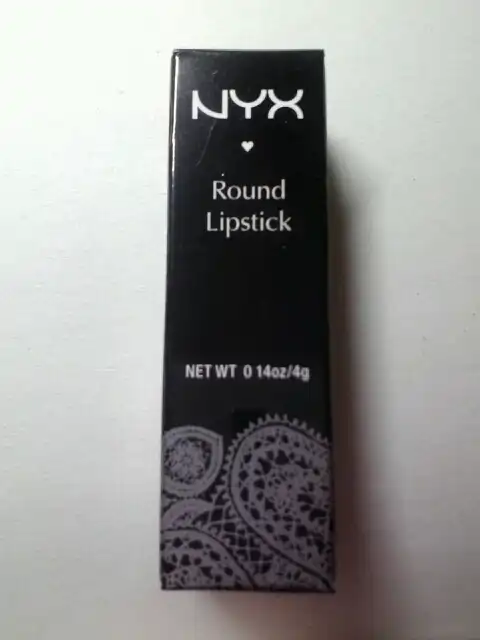 NYX
Round
Lipstick
NET WT 0 14oz/4g